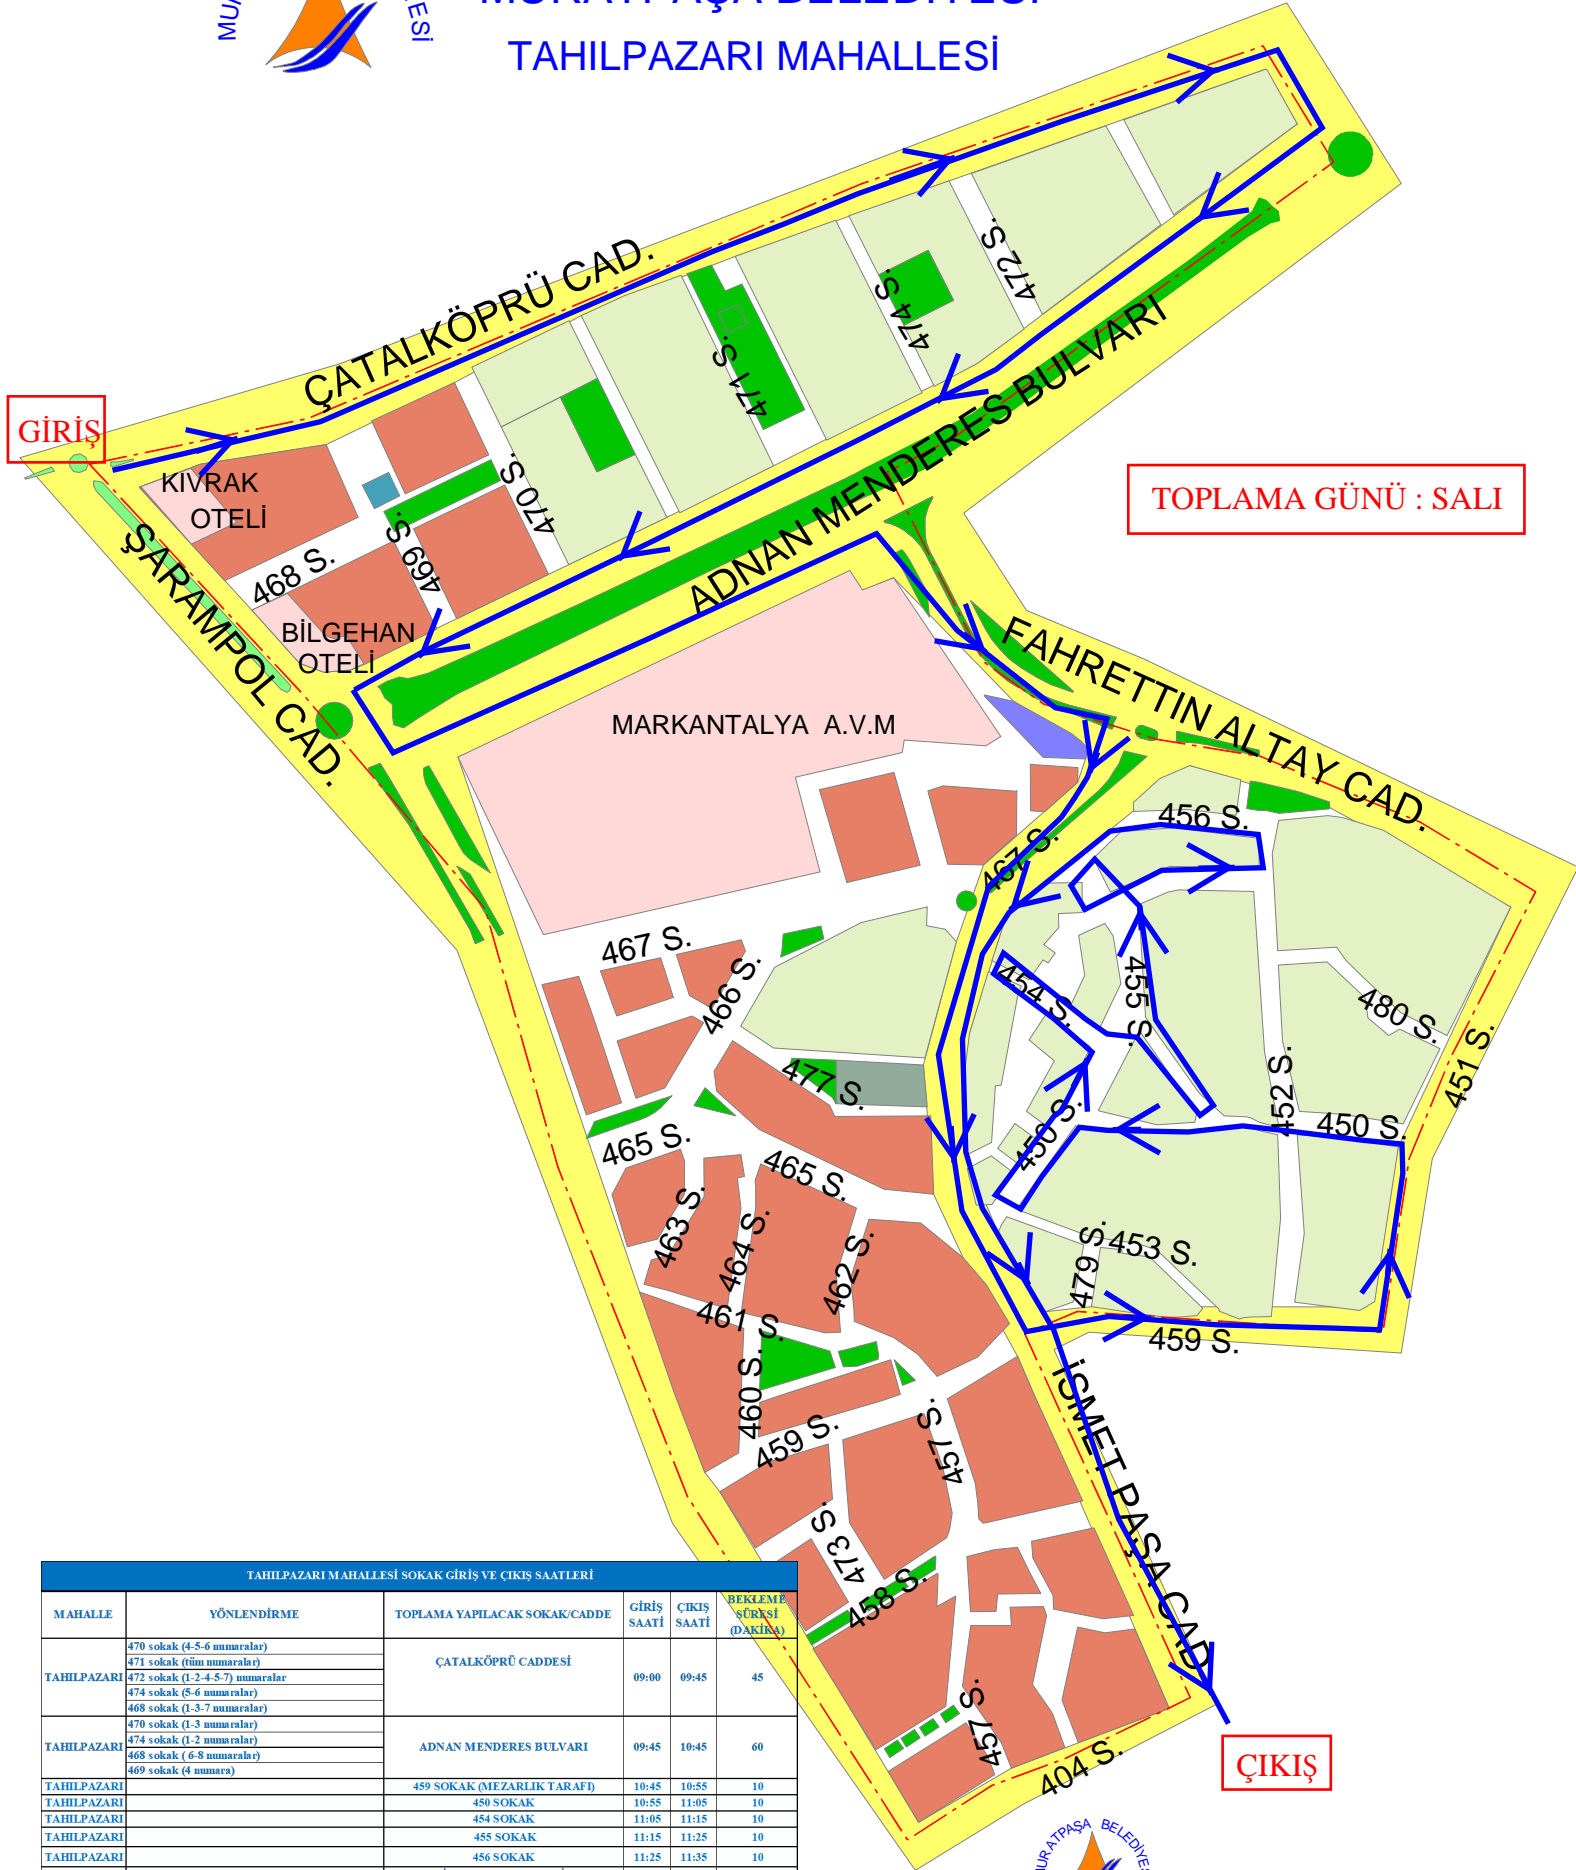 TAHILPAZARI MAHALLESİ
ÇATALKÖPRÜ CAD.
472 S.
474 S.
471 S.
470 S.
469 S.
468 S.
GİRİŞ
KIVRAK
OTELİ
BİLGEHAN
OTELİ
ŞARAMPOL CAD.
ADNAN MENDERES BULVARI
TOPLAMA GÜNÜ : SALI
FAHRETTIN ALTAY CAD.
MARKANTALYA A.V.M
456 S.
467 S.
467 S.
466 S.
454 S.
455 S.
480 S.
451 S.
452 S.
450 S.
450 S.
477 S.
465 S.
465 S.
463 S.
464 S.
462 S.
479 S.
453 S.
461 S.
459 S.
460 S.
459 S.
457 S.
473 S.
458 S.
İSMET PAŞA CAD.
457 S.
404 S.
ÇIKIŞ
TAHILPAZARI MAHALLESİ SOKAK GİRİŞ VE ÇIKIŞ SAATLERİ
MAHALLE YÖNLENDİRME TOPLAMA YAPILACAK SOKAK/CADDE GİRİŞ SAATİ ÇIKIŞ SAATİ BEKLEME SÜRESİ (DAKİKA)
TAHILPAZARI 470 sokak (4-5-6 numaralar) ÇATALKÖPRÜ CADDESİ 09:00 09:45 45
471 sokak (tüm numaralar)
472 sokak (1-2-4-5-7) numaralar
474 sokak (5-6 numaralar)
468 sokak (1-3-7 numaralar)
TAHILPAZARI 470 sokak (1-3 numaralar) ADNAN MENDERES BULVARI 09:45 10:45 60
474 sokak (1-2 numaralar)
468 sokak ( 6-8 numaralar)
469 sokak (4 numara)
TAHILPAZARI 459 SOKAK (MEZARLIK TARAFI) 10:45 10:55 10
TAHILPAZARI 450 SOKAK 10:55 11:05 10
TAHILPAZARI 454 SOKAK 11:05 11:15 10
TAHILPAZARI 455 SOKAK 11:15 11:25 10
TAHILPAZARI 456 SOKAK 11:25 11:35 10